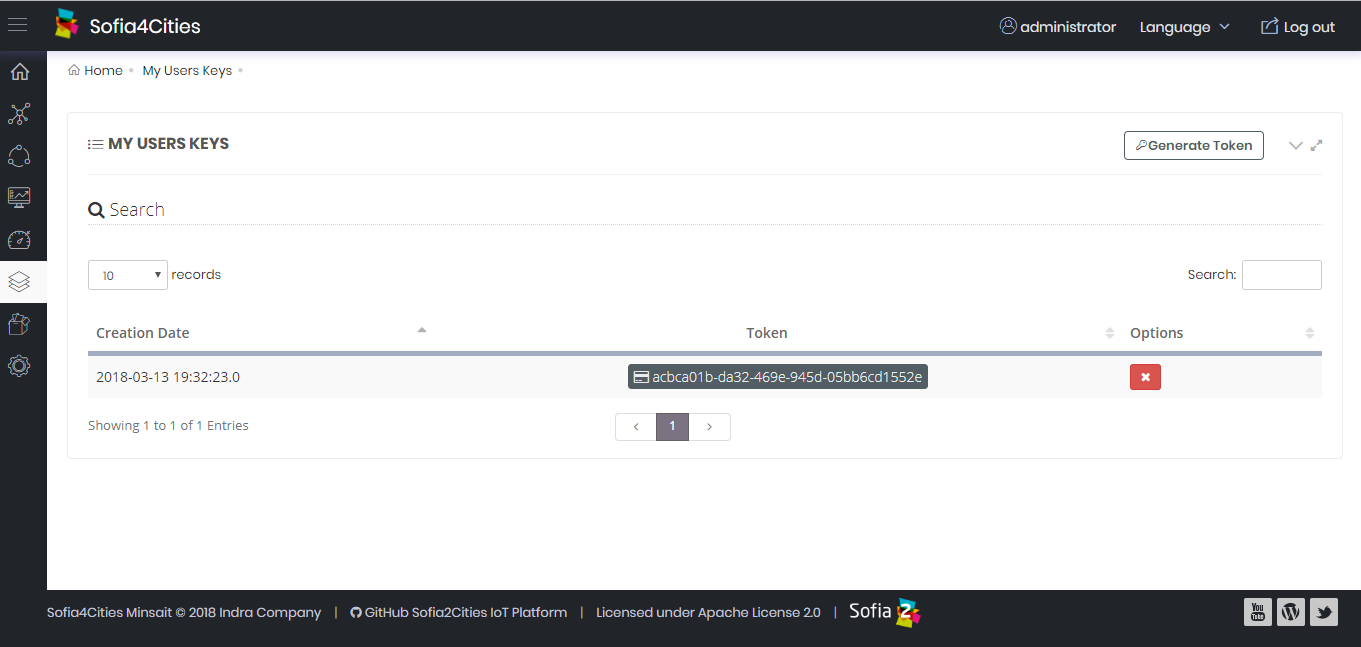 Sofia4Cities
administrator
Language
Log out
Home
My Users Keys
MY USERS KEYS
Generate Token
Search
10 records
Search:
Creation Date
Token
Options
2018-03-13 19:32:23.0
acbca01b-da32-469e-945d-05bb6cd1552e
Showing 1 to 1 of 1 Entries
1
Sofia4Cities Minsait © 2018 Indra Company | GitHub Sofia2Cities IoT Platform | Licensed under Apache License 2.0 | Sofia 2
You Tube